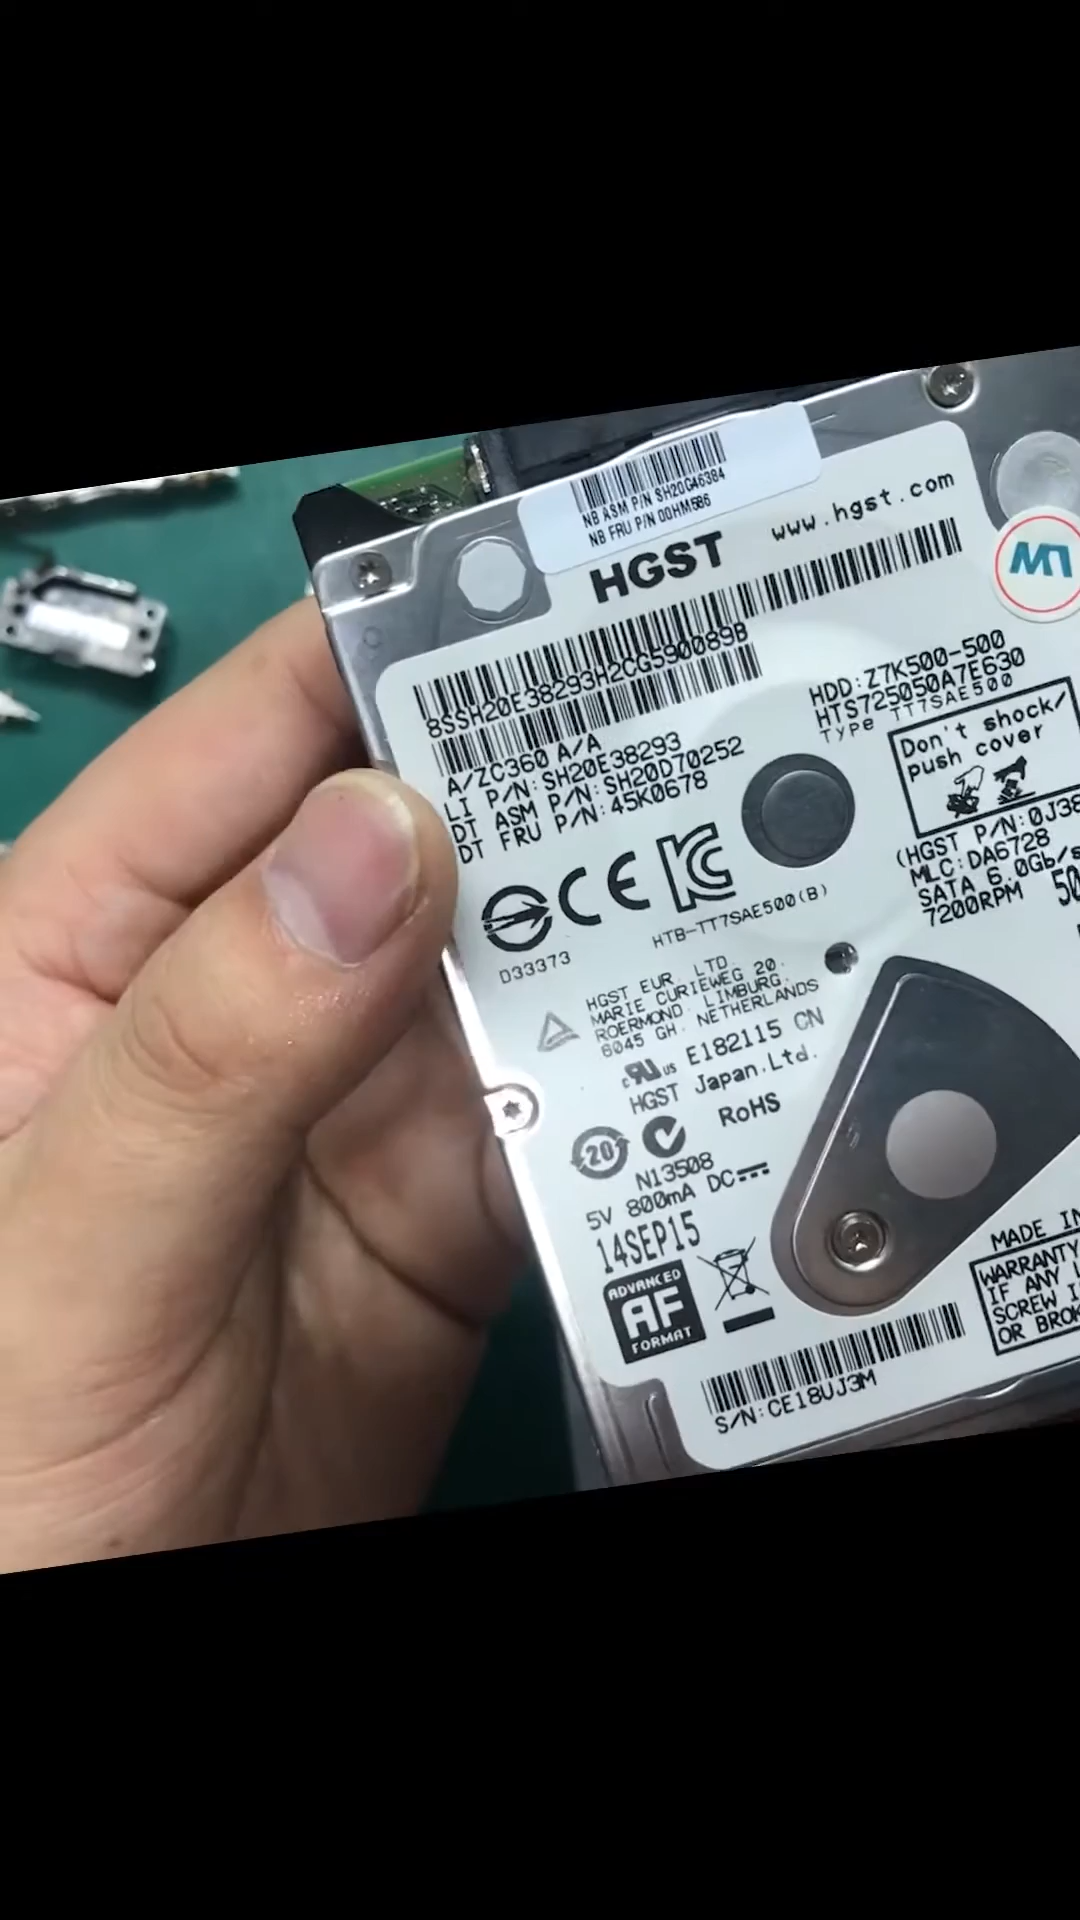 NB ASM P/N SH20G46384
NB FRU P/N 00HM586
HGST
www.hgst.com
8SSH20E38293H2CG590089B
A/ZC360 A/A
LI P/N:SH20E38293
DT ASM P/N:SH20D70252
DT FRU P/N:45K0678
HDD:Z7K500-500
HTS725050A7E630
Type TT7SAE500
Don't shock/
push cover
(HGST P/N:0J38
MLC:DA6728
SATA 6.0Gb/s
7200RPM 50
CE
D33373
HTB-TT7SAE500(B)
HGST EUR. LTD.
MARIE CURIEWEG 20.
ROERMOND. LIMBURG.
6045 GH. NETHERLANDS
c us E182115 CN
HGST Japan.Ltd.
RoHS
20
N13508
5V 800mA DC
14SEP15
ADVANCED
AF
FORMAT
MADE IN
WARRANTY
IF ANY
SCREW
OR BROK
S/N:CE18UJ3M